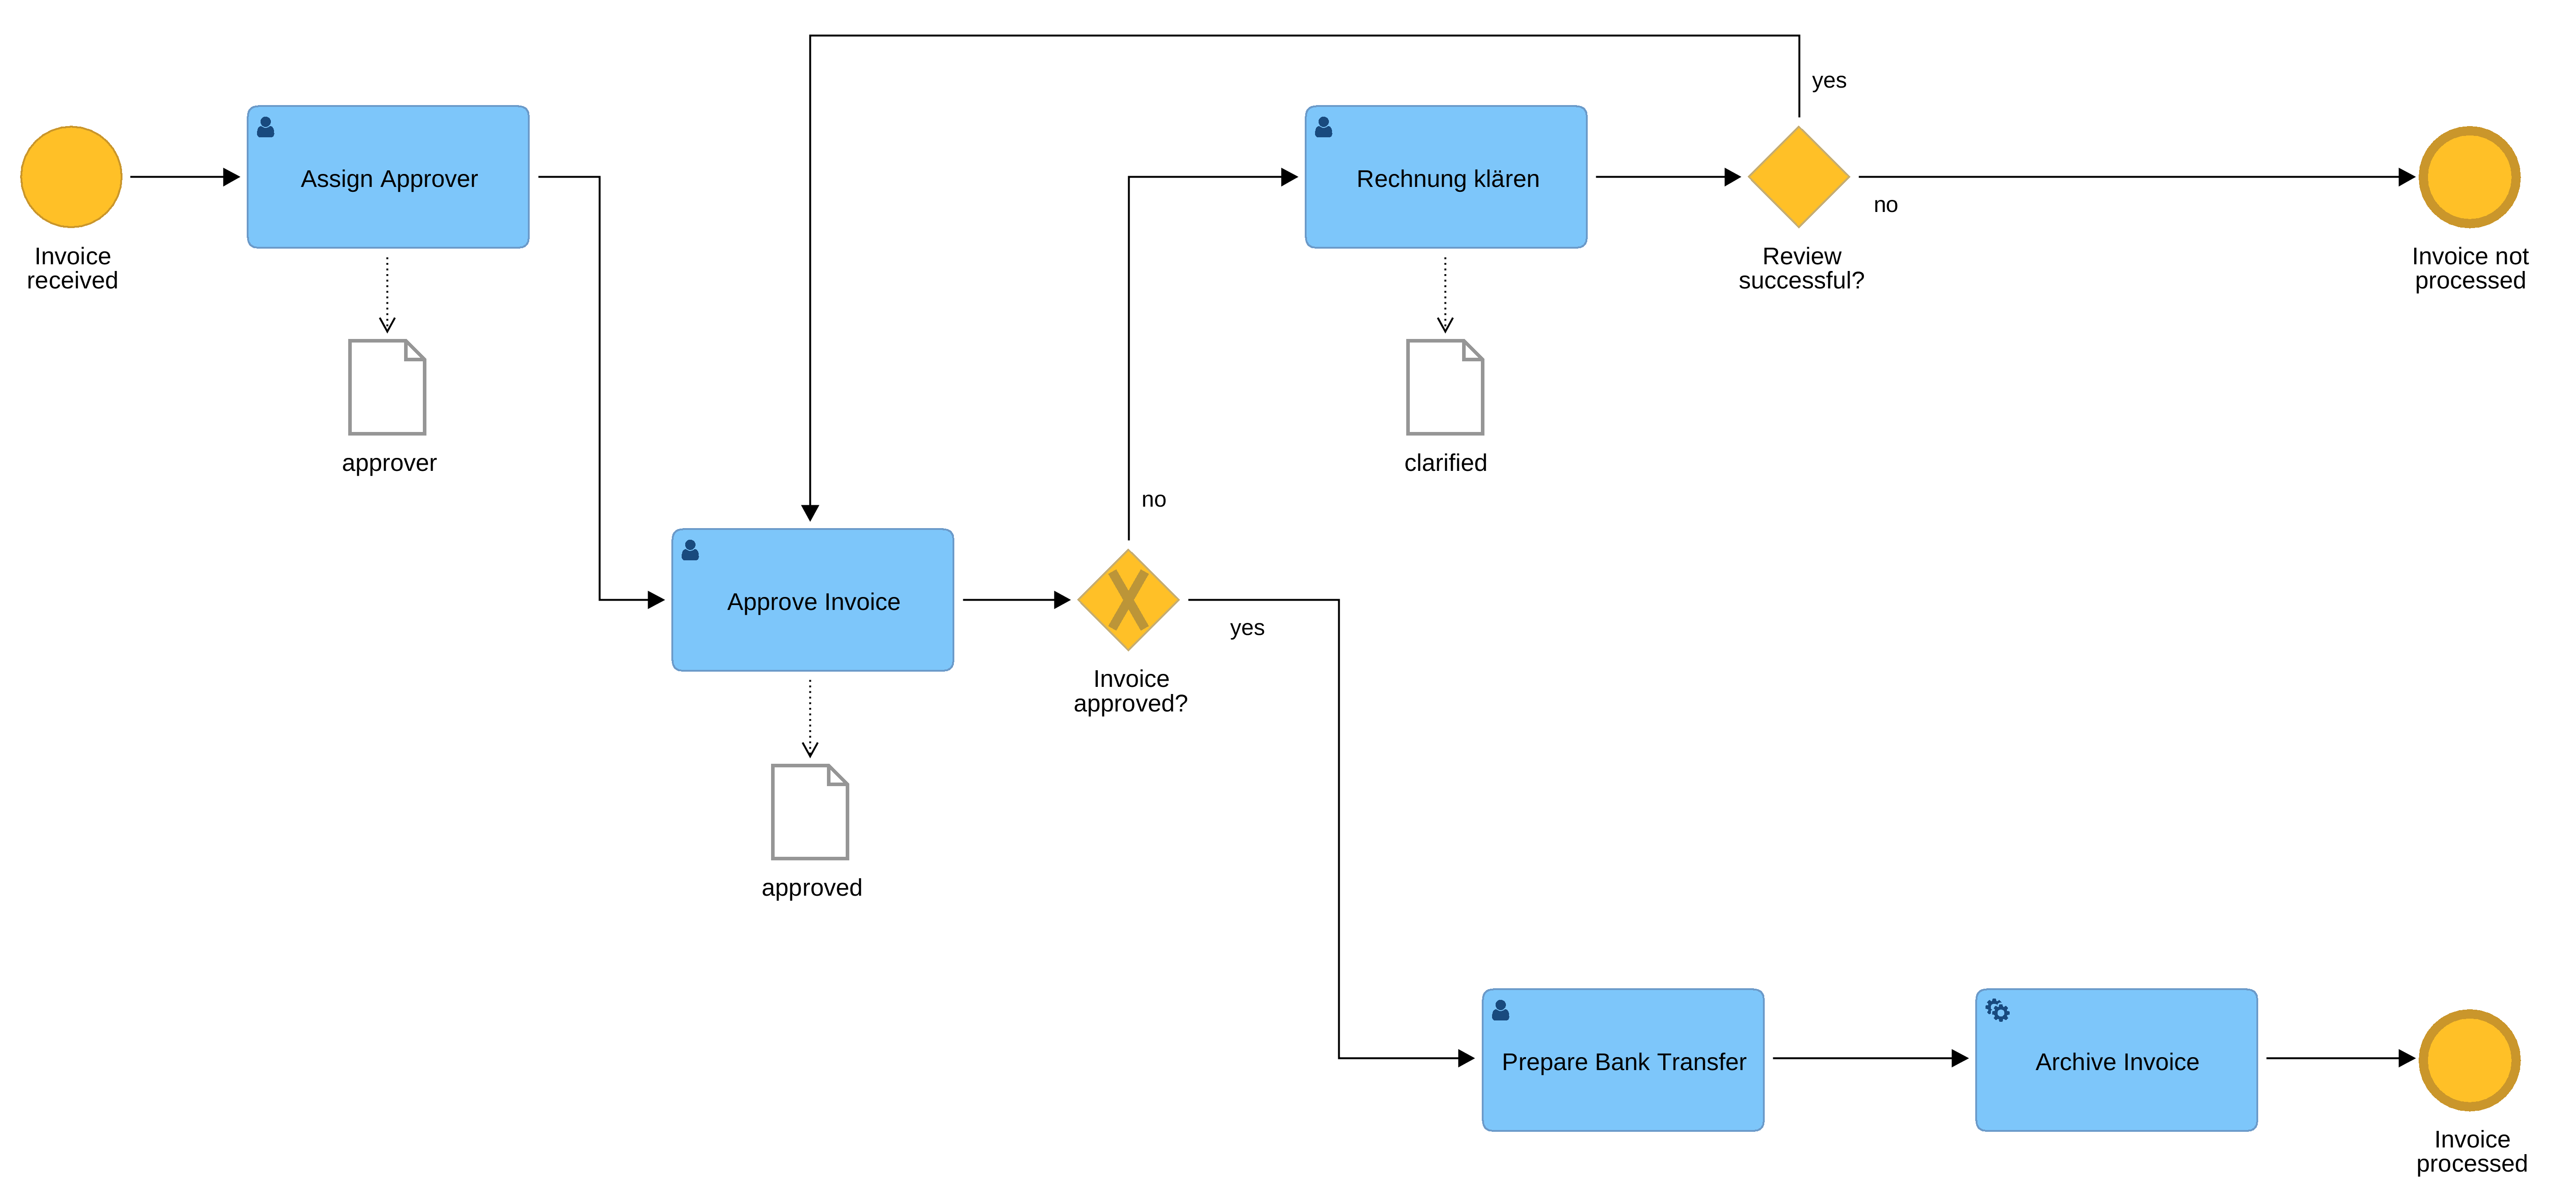 yes
Assign Approver
Rechnung klären
no
Invoice
received
Review
successful?
Invoice not
processed
approver
clarified
no
Approve Invoice
yes
Invoice
approved?
approved
Prepare Bank Transfer
Archive Invoice
Invoice
processed